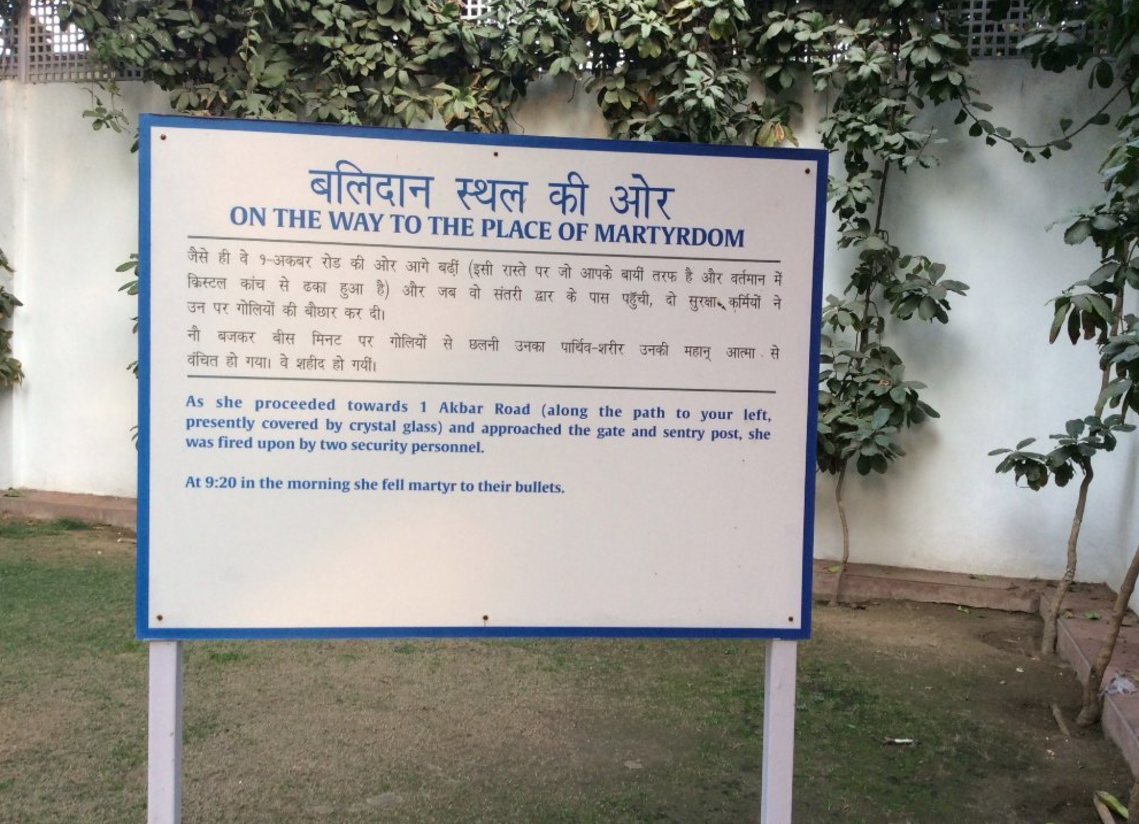 बलिदान स्थल की ओर
ON THE WAY TO THE PLACE OF MARTYRDOM
जैसे ही वे १-अकबर रोड की ओर आगे बढ़ीं (इसी रास्ते पर जो आपके बायीं तरफ है और वर्तमान में
क्रिस्टल कांच से ढका हुआ है) और जब वो संतरी द्वार के पास पहुँची, दो सुरक्षा कर्मियों ने
उन पर गोलियों की बौछार कर दी।
नौ बजकर बीस मिनट पर गोलियों से छलनी उनका पार्थिव-शरीर उनकी महान् आत्मा से
वंचित हो गया। वे शहीद हो गयीं।
As she proceeded towards 1 Akbar Road (along the path to your left,
presently covered by crystal glass) and approached the gate and sentry post, she
was fired upon by two security personnel.
At 9:20 in the morning she fell martyr to their bullets.